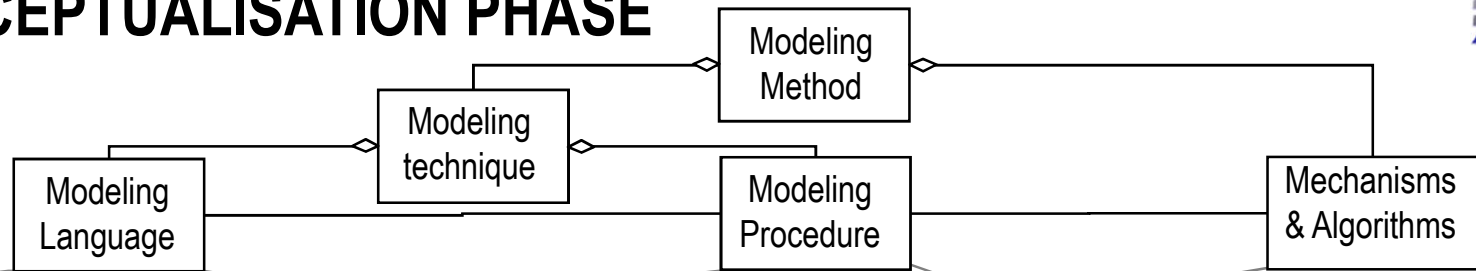 CEPTUALISATION PHASE
Modeling
Method
Modeling
technique
Modeling
Language
Modeling
Procedure
Mechanisms
& Algorithms